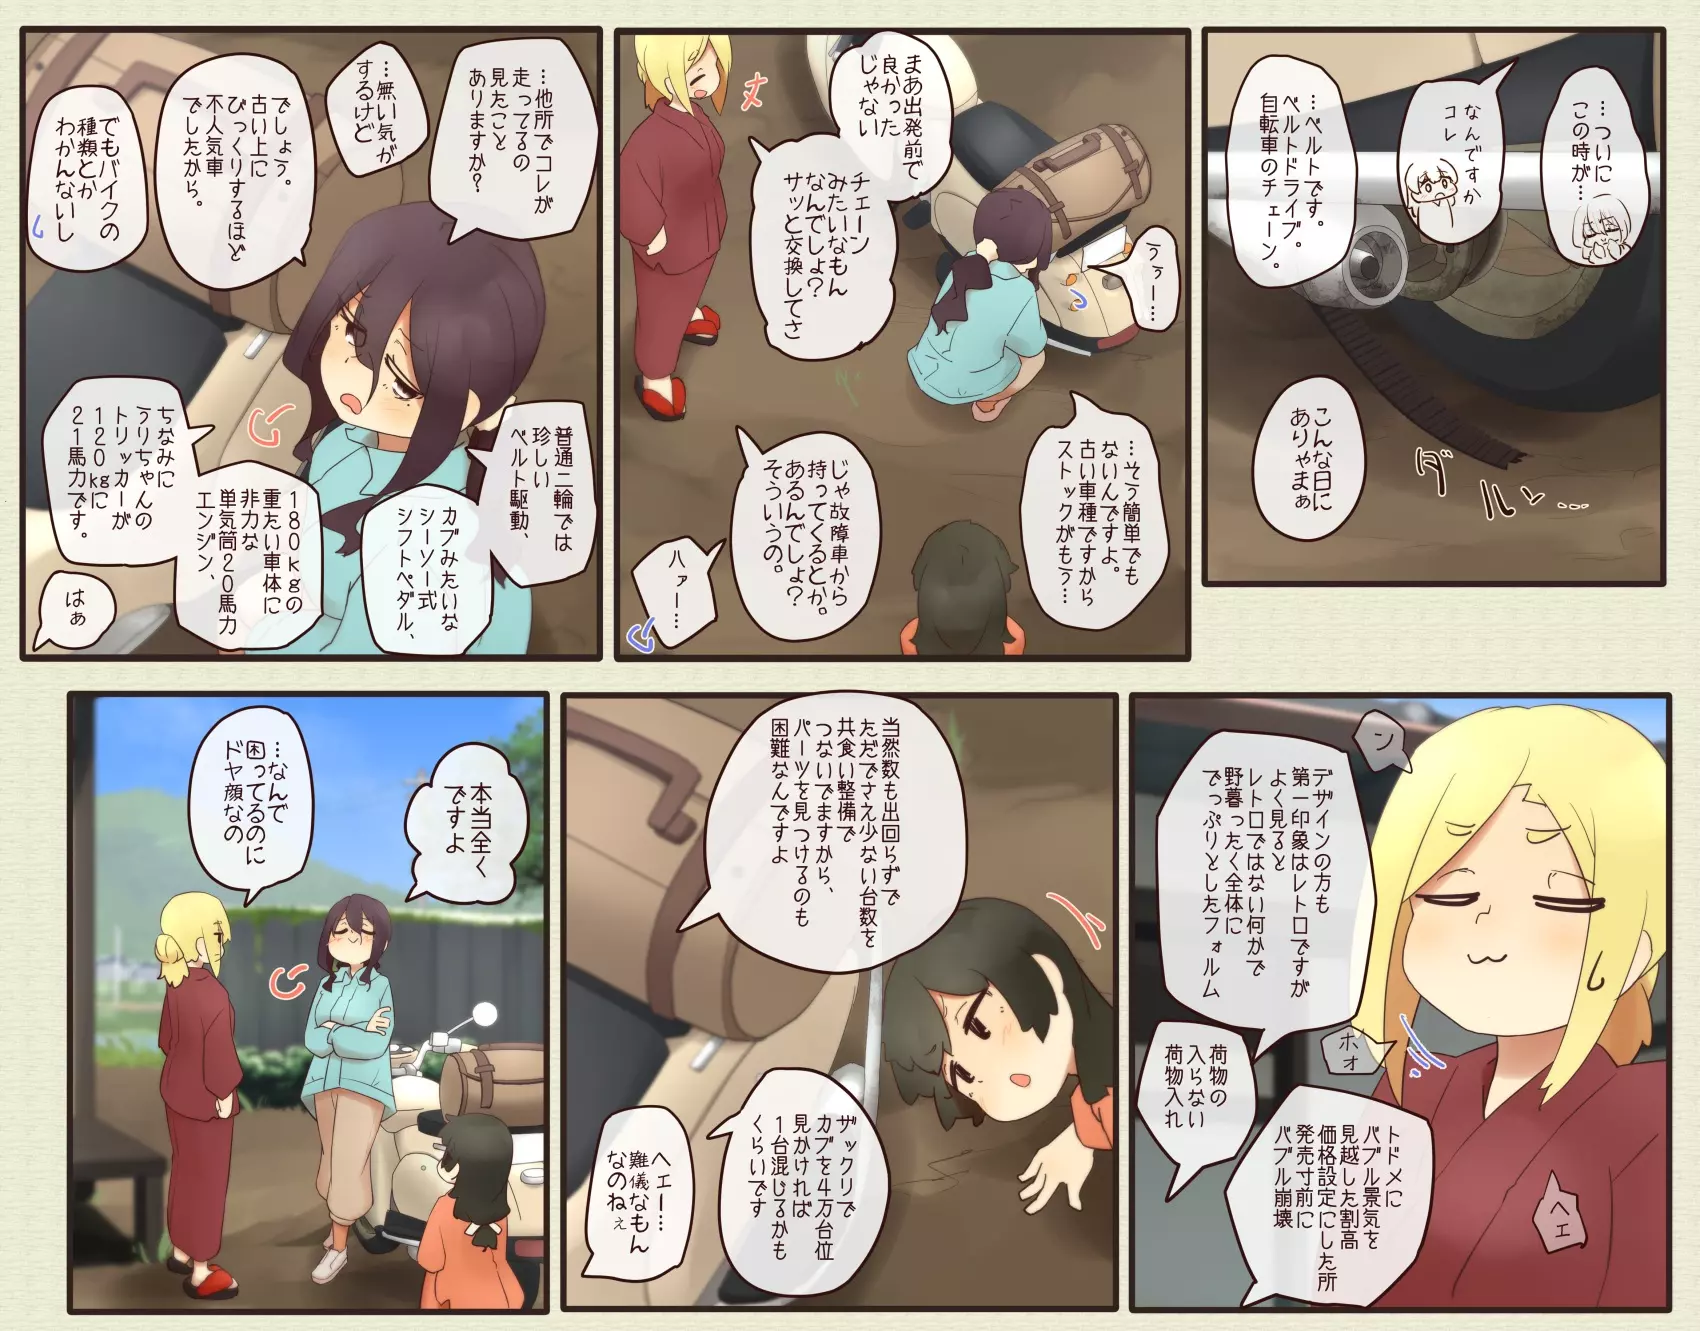 …ついに
この時が…
なんですか
コレ
…ベルトです。
ベルトドライブ。
自転車のチェーン。
こんな日に
ありゃまぁ
ダ
ルン…
まあ出発前で
良かった
じゃない
チェーン
みたいなもん
なんでしょ?
サッと交換してさ
うぅー…
…そう簡単でも
ないんですよ。
古い車種ですから
ストックがもう…
じゃ故障車から
持ってくるとか。
あるんでしょ?
そういうの。
ハァー…
…他所でコレが
走ってるの
見たこと
ありますか?
…無い気が
するけど
でしょう。
古い上に
びっくりするほど
不人気車
でしたから。
でもバイクの
種類とか
わかんないし
普通二輪では
珍しい
ベルト駆動、
カブみたいな
シーソー式
シフトペダル、
180kgの
重たい車体に
非力な
単気筒20馬力
エンジン、
ちなみに
うりちゃんの
トリッカーが
120kgに
21馬力です。
はぁ
ン
デザインの方も
第一印象はレトロですが
よく見ると
レトロではない何かで
野暮ったく全体に
でっぷりとしたフォルム
荷物の
入らない
荷物入れ
ホォ
トドメに
バブル景気を
見越した割高
価格設定にした所
発売寸前に
バブル崩壊
ヘェ
当然数も出回らずで
ただでさえ少ない台数を
共食い整備で
つないでますから、
パーツを見つけるのも
困難なんですよ
ザックリで
カブを4万台位
見かければ
1台混じるかも
くらいです
ヘエー…
難儀なもん
なのねぇ
本当全く
ですよ
…なんで
困ってるのに
ドヤ顔なの